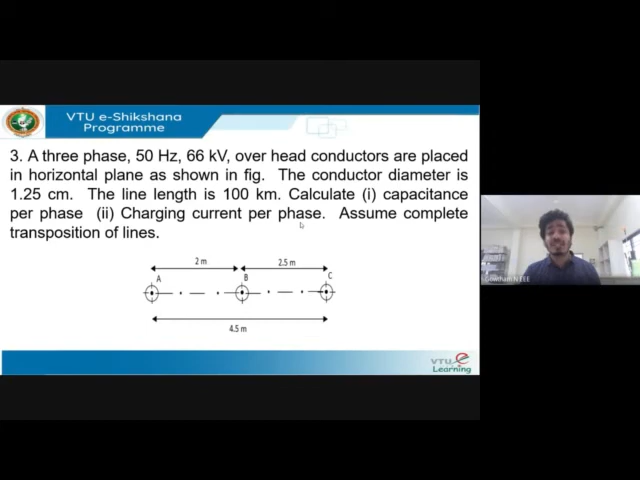 VTU e-Shikshana
Programme
3. A three phase, 50 Hz, 66 kV, over head conductors are placed
in horizontal plane as shown in fig. The conductor diameter is
1.25 cm. The line length is 100 km. Calculate (i) capacitance
per phase (ii) Charging current per phase. Assume complete
transposition of lines.
2 m
2.5 m
A
B
C
4.5 m
VTU e
Learning